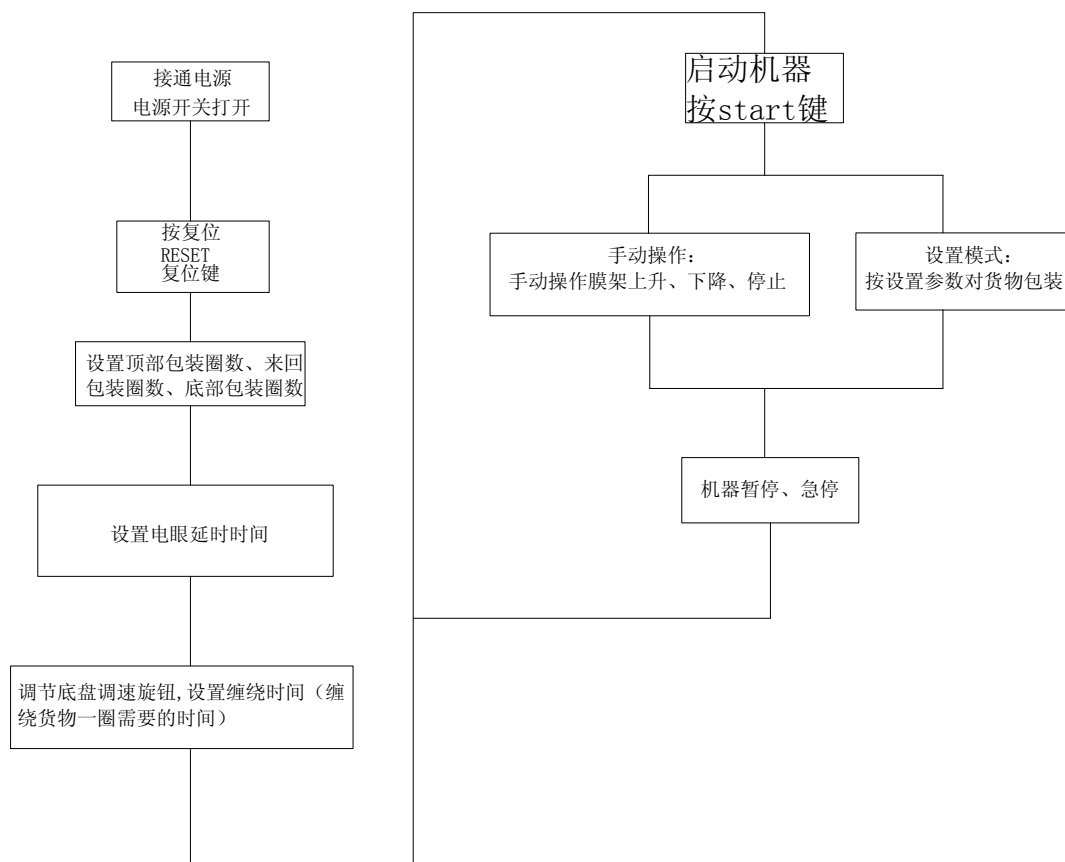 接通电源
电源开关打开
按复位
RESET
复位键
设置顶部包装圈数、来回
包装圈数、底部包装圈数
设置电眼延时时间
调节底盘调速旋钮,设置缠绕时间（缠
绕货物一圈需要的时间）
启动机器
按start键
手动操作：
手动操作膜架上升、下降、停止
设置模式：
按设置参数对货物包装
机器暂停、急停